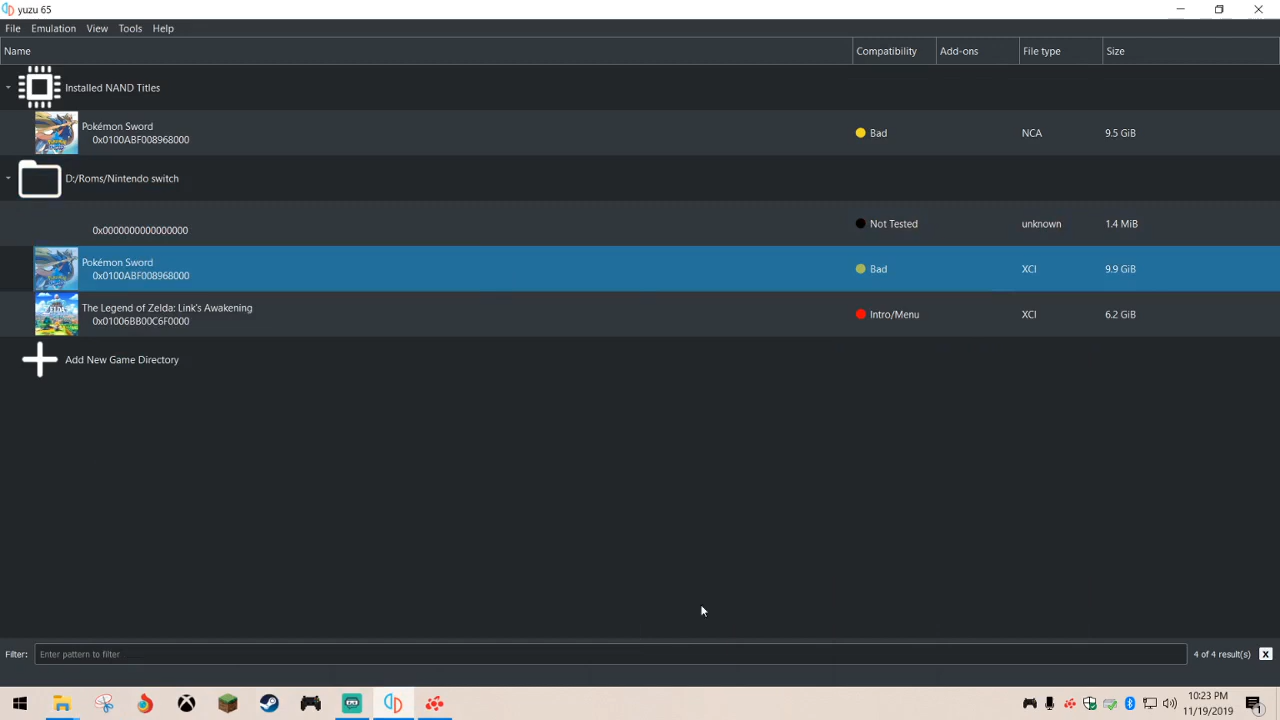 yuzu 65
File Emulation View Tools Help
Name Compatibility Add-ons File type Size
Installed NAND Titles
Pokémon Sword
0x0100ABF008968000 Bad NCA 9.5 GiB
D:/Roms/Nintendo switch
0x0000000000000000 Not Tested unknown 1.4 MiB
Pokémon Sword
0x0100ABF008968000 Bad XCI 9.9 GiB
The Legend of Zelda: Link's Awakening
0x01006BB00C6F0000 Intro/Menu XCI 6.2 GiB
Add New Game Directory
Filter: Enter pattern to filter 4 of 4 result(s) X
10:23 PM
11/19/2019 1